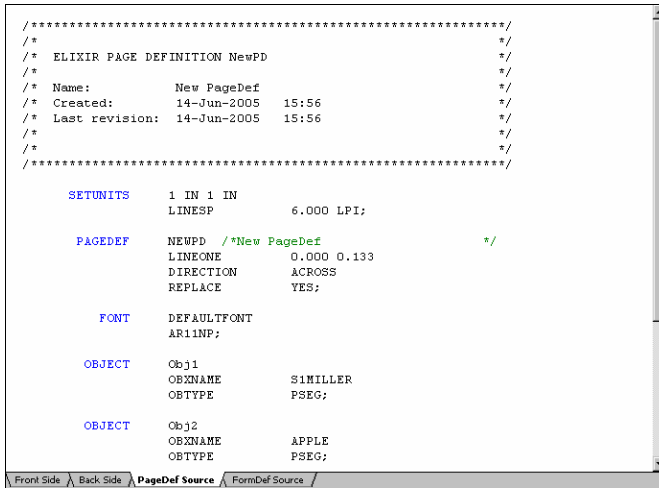 /**************************************************************/
/* */
/* ELIXIR PAGE DEFINITION NewPD */
/* */
/* Name: New PageDef */
/* Created: 14-Jun-2005 15:56 */
/* Last revision: 14-Jun-2005 15:56 */
/* */
/* */
/**************************************************************/
SETUNITS 1 IN 1 IN
LINESP 6.000 LPI;
PAGEDEF NEWPD /*New PageDef */
LINEONE 0.000 0.133
DIRECTION ACROSS
REPLACE YES;
FONT DEFAULTFONT
AR11NP;
OBJECT Obj1
OBXNAME S1MILLER
OBTYPE PSEG;
OBJECT Obj2
OBXNAME APPLE
OBTYPE PSEG;
Front Side Back Side PageDef Source FormDef Source